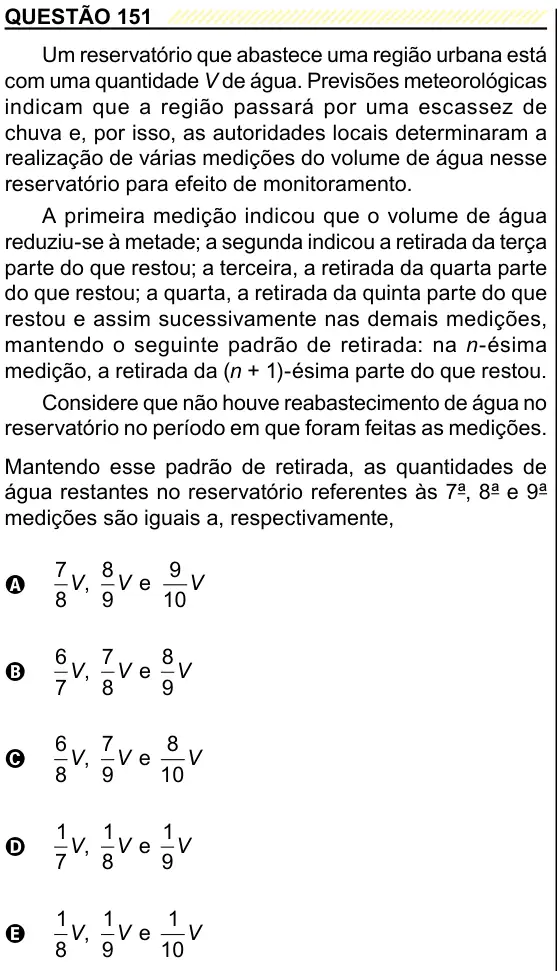 QUESTÃO 151
Um reservatório que abastece uma região urbana está
com uma quantidade V de água. Previsões meteorológicas
indicam que a região passará por uma escassez de
chuva e, por isso, as autoridades locais determinaram a
realização de várias medições do volume de água nesse
reservatório para efeito de monitoramento.
A primeira medição indicou que o volume de água
reduziu-se à metade; a segunda indicou a retirada da terça
parte do que restou; a terceira, a retirada da quarta parte
do que restou; a quarta, a retirada da quinta parte do que
restou e assim sucessivamente nas demais medições,
mantendo o seguinte padrão de retirada: na n-ésima
medição, a retirada da (n + 1)-ésima parte do que restou.
Considere que não houve reabastecimento de água no
reservatório no período em que foram feitas as medições.
Mantendo esse padrão de retirada, as quantidades de
água restantes no reservatório referentes às 7ª, 8ª e 9ª
medições são iguais a, respectivamente,
A 7/8 V, 8/9 V e 9/10 V
B 6/7 V, 7/8 V e 8/9 V
C 6/8 V, 7/9 V e 8/10 V
D 1/7 V, 1/8 V e 1/9 V
E 1/8 V, 1/9 V e 1/10 V